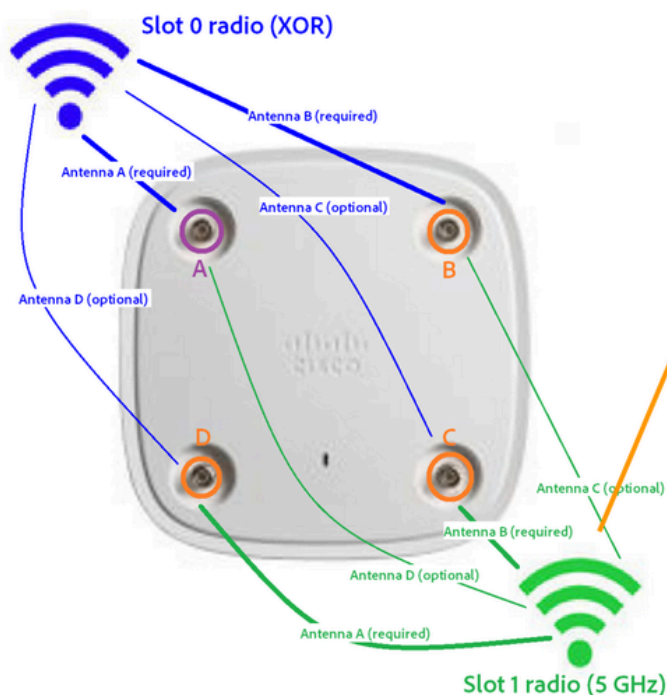 Slot 0 radio (XOR)
Antenna B (required)
Antenna A (required)
Antenna C (optional)
A
B
Antenna D (optional)
CISCO
D
C
Antenna C (optional)
Antenna B (required)
Antenna D (optional)
Antenna A (required)
Slot 1 radio (5 GHz)